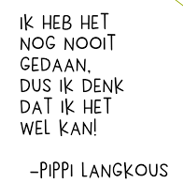 IK HEB HET
NOG NOOIT
GEDAAN,
DUS IK DENK
DAT IK HET
WEL KAN!
-PIPPI LANGKOUS